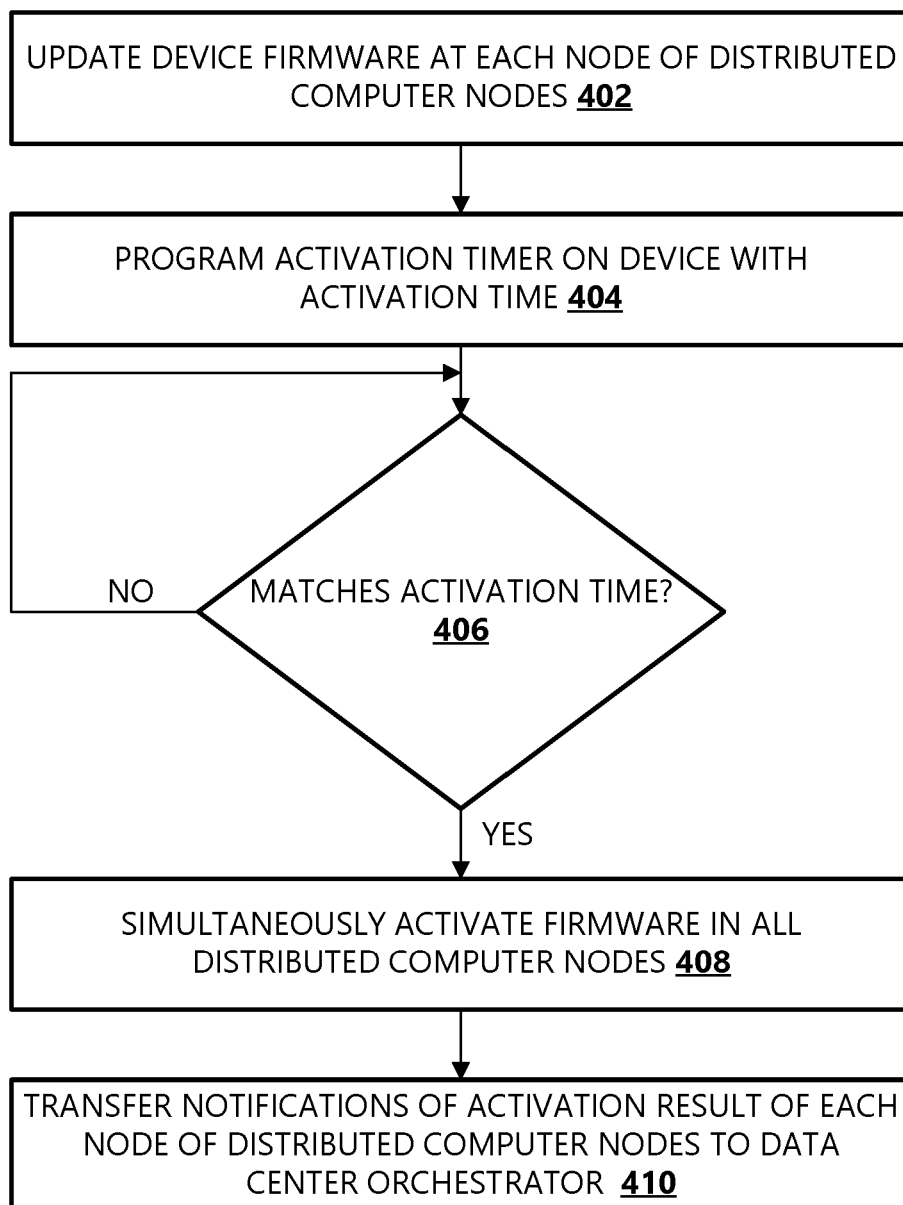 UPDATE DEVICE FIRMWARE AT EACH NODE OF DISTRIBUTED
COMPUTER NODES 402
PROGRAM ACTIVATION TIMER ON DEVICE WITH
ACTIVATION TIME 404
NO
MATCHES ACTIVATION TIME?
406
YES
SIMULTANEOUSLY ACTIVATE FIRMWARE IN ALL
DISTRIBUTED COMPUTER NODES 408
TRANSFER NOTIFICATIONS OF ACTIVATION RESULT OF EACH
NODE OF DISTRIBUTED COMPUTER NODES TO DATA
CENTER ORCHESTRATOR 410